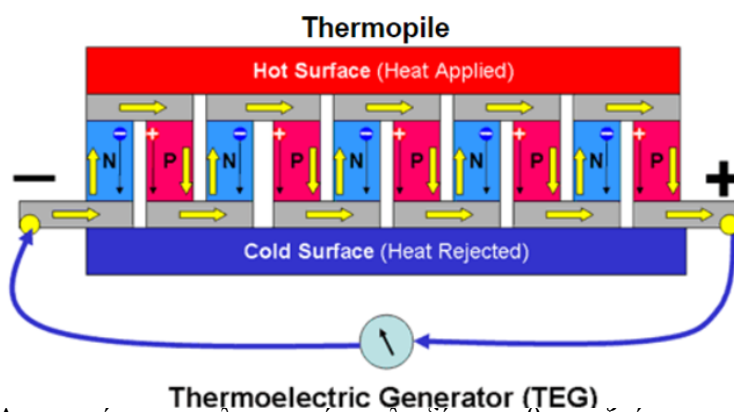 Thermopile
Hot Surface (Heat Applied)
− + − + − + − + − +
N P N P N P N P N P
− +
Cold Surface (Heat Rejected)
Thermoelectric Generator (TEG)